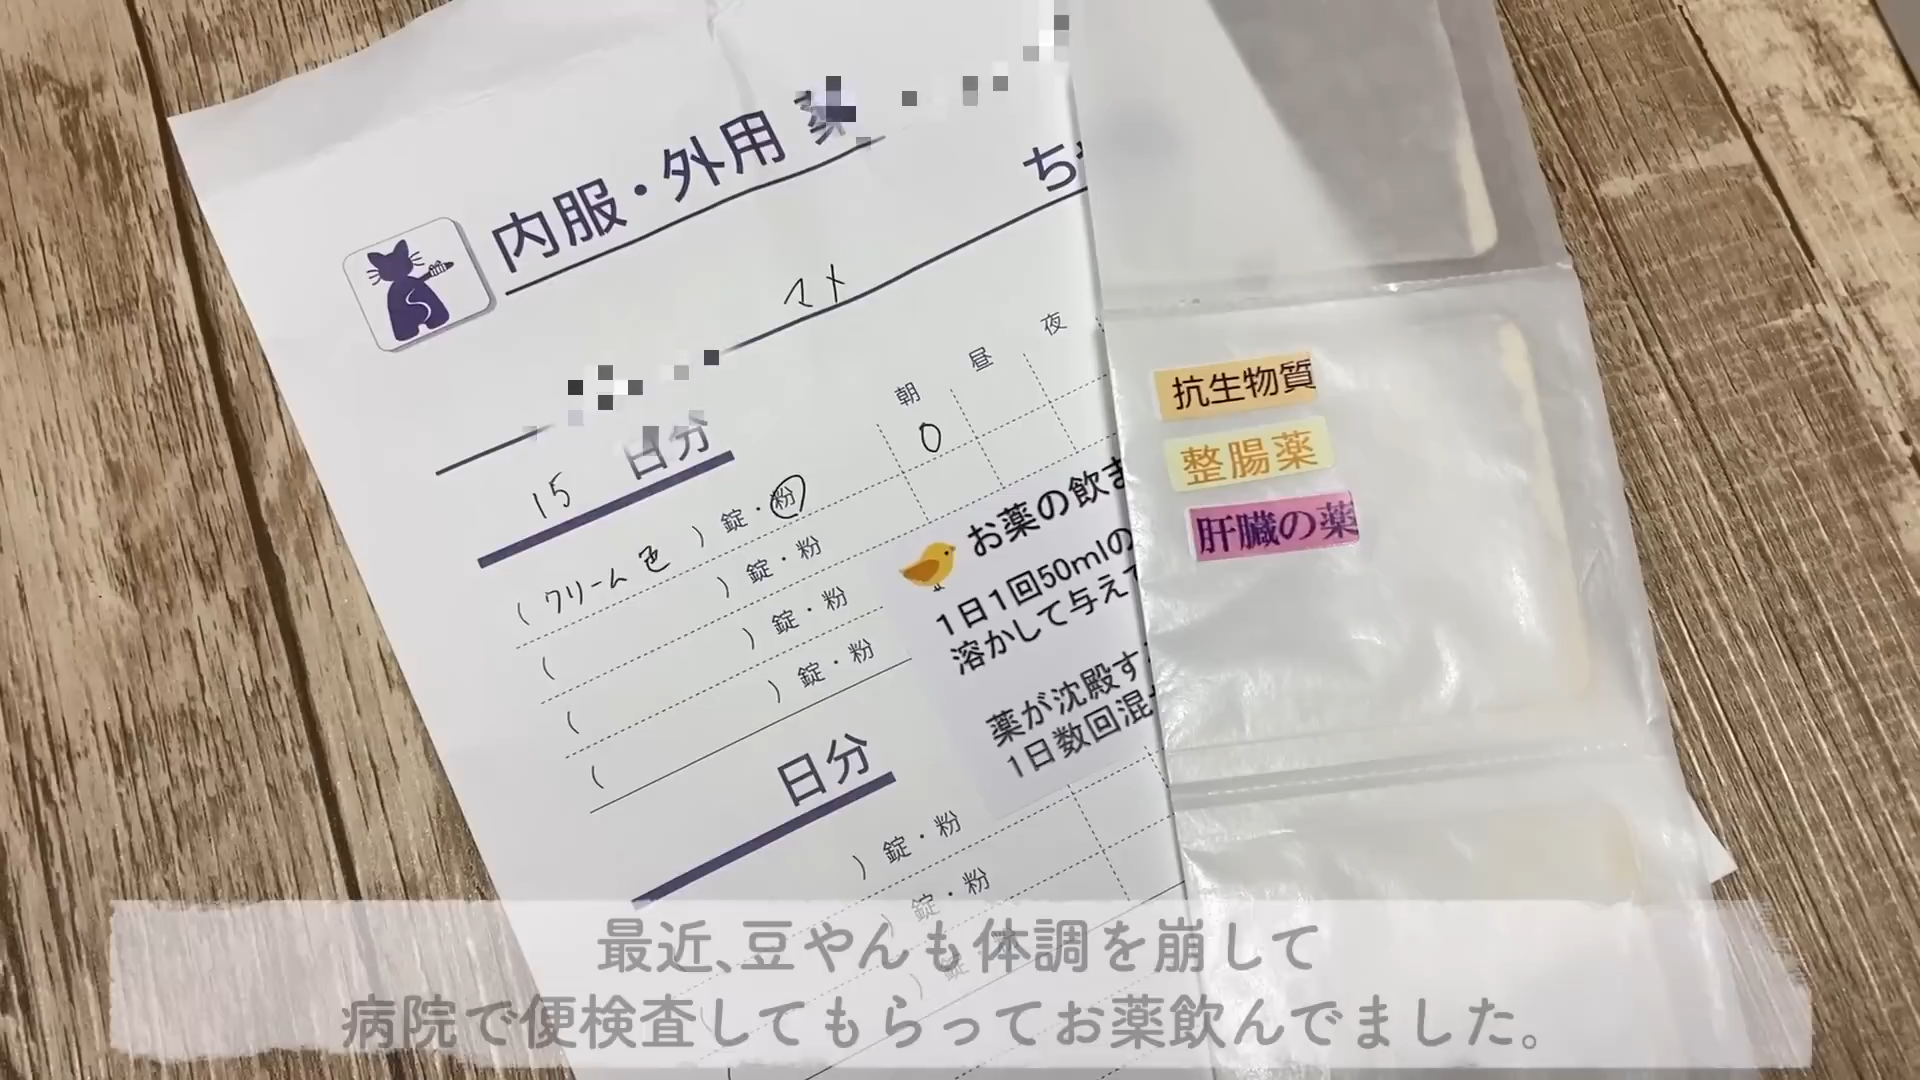 内服・外用 薬
マメ
15 日分
朝 昼 夜
0
( クリーム色 ) 錠・粉
( ) 錠・粉
( ) 錠・粉
( ) 錠・粉
お薬の飲ま
1日1回50mlの
溶かして与えて
薬が沈殿す
1日数回混
日分
) 錠・粉
) 錠・粉
) 錠
抗生物質
整腸薬
肝臓の薬
最近、豆やんも体調を崩して
病院で便検査してもらってお薬飲んでました。